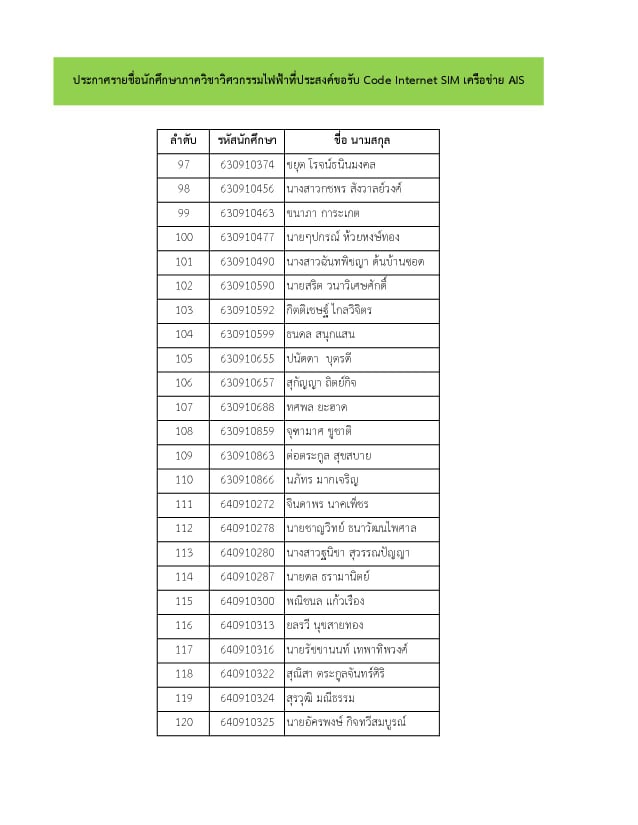 ประกาศรายชื่อนักศึกษาภาควิชาวิศวกรรมไฟฟ้าที่ประสงค์ขอรับ Code Internet SIM เครือข่าย AIS
ลำดับ รหัสนักศึกษา ชื่อ นามสกุล
97 630910374 ชยุต โรจน์ธนินมงคล
98 630910456 นางสาวกชพร สังวาลย์วงศ์
99 630910463 ชนาภา การะเกต
100 630910477 นายๆปกรณ์ ห้วยหงษ์ทอง
101 630910490 นางสาวฉันทพิชญา ต้นบ้านซอด
102 630910590 นายสริต วนาวิเศษศักดิ์
103 630910592 กิตติเชษฐ์ ไกลวิจิตร
104 630910599 ธนดล สนุกแสน
105 630910655 ปนัดดา บุตรดี
106 630910657 สุกัญญา ถิตย์กิจ
107 630910688 ทศพล ยะฮาด
108 630910859 จุฑามาศ ชูชาติ
109 630910863 ต่อตระกูล สุขสบาย
110 630910866 นภัทร มากเจริญ
111 640910272 จินดาพร นาคเพ็ชร
112 640910278 นายชาญวิทย์ ธนาวัฒนไพศาล
113 640910280 นางสาวฐนิชา สุวรรณปัญญา
114 640910287 นายดล ธรามานิตย์
115 640910300 พณิชนล แก้วเรือง
116 640910313 ยลรวี นุชสายทอง
117 640910316 นายรัชชานนท์ เทพาทิพวงศ์
118 640910322 สุณิสา ตระกูลจันทร์ศิริ
119 640910324 สุรวุฒิ มณีธรรม
120 640910325 นายอัครพงษ์ กิจทวีสมบูรณ์